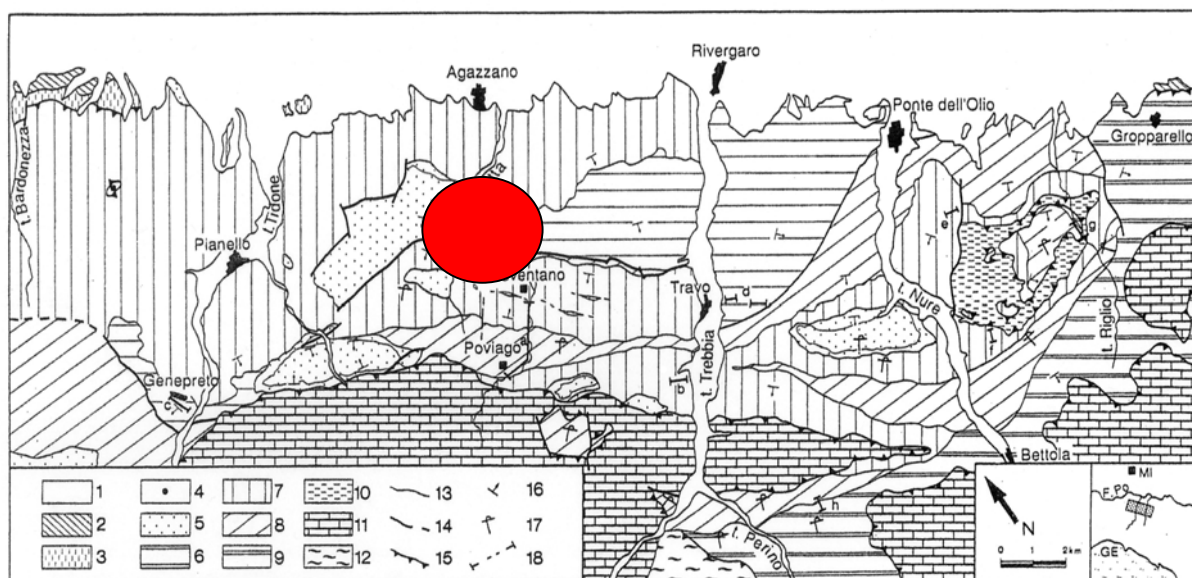 Rivergaro
Agazzano
Ponte dell'Olio
Gropparello
t. Bardonezza
t. Tidone
Pianello
e
g
Travo
d
t. Nure
t. Riglio
f
Poviago
a
Genepreto
c
b
t. Trebbia
Bettola
h
t. Perino
1
4
7
10
13
16
2
5
8
11
14
17
3
6
9
12
15
18
N
0 1 2km
MI
F. PO
GE